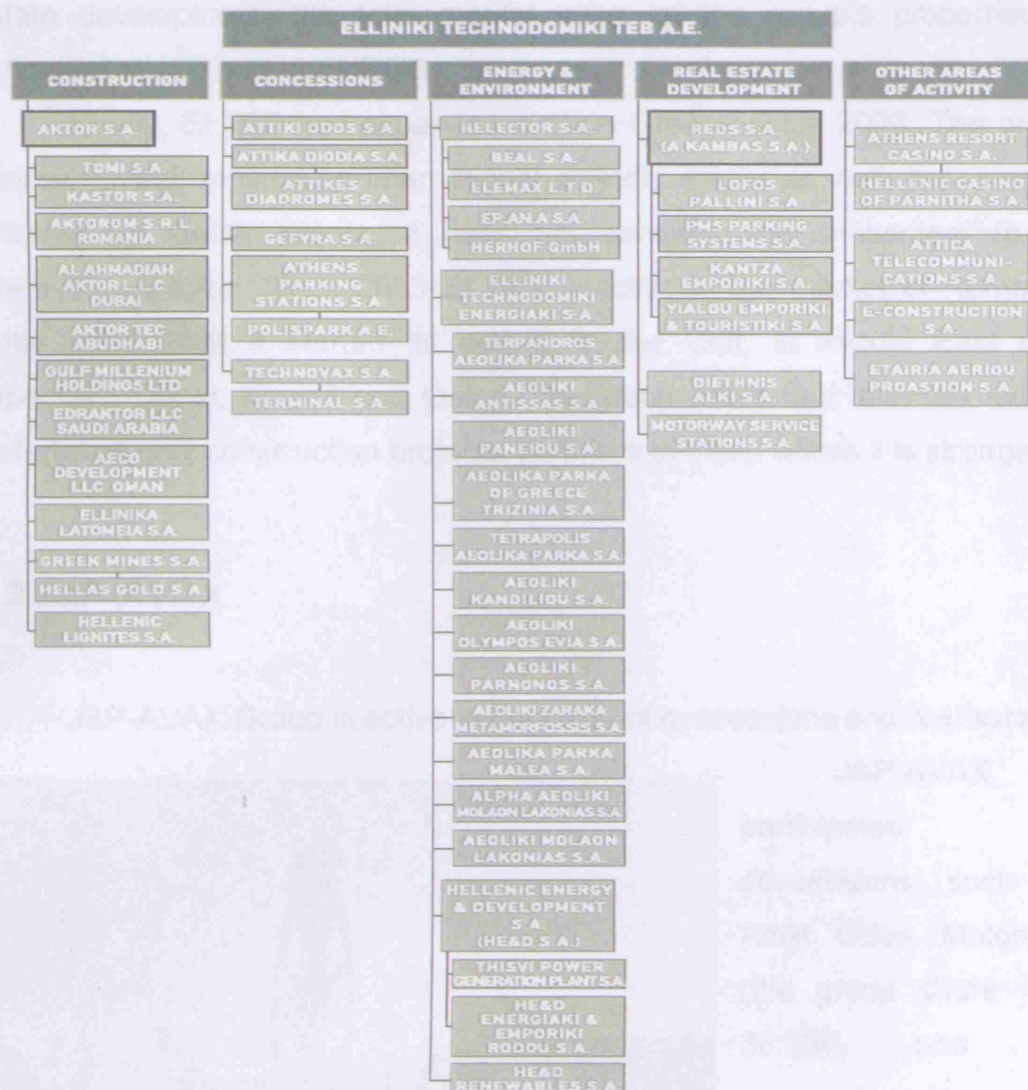 ELLINIKI TECHNODOMIKI TEB A.E.
CONSTRUCTION
AKTOR S.A.
TOMI S.A.
KASTOR S.A.
AKTOROM S.R.L.
ROMANIA
AL AHMADIAH
AKTOR L.L.C.
DUBAI
AKTOR TEC
ABUDHABI
GULF MILLENIUM
HOLDINGS LTD
EDRAKTOR LLC
SAUDI ARABIA
AECO
DEVELOPMENT
LLC OMAN
ELLINIKA
LATOMEIA S.A.
GREEK MINES S.A.
HELLAS GOLD S.A
HELLENIC
LIGNITES S.A.
CONCESSIONS
ATTIKI ODOS S.A.
ATTIKA DIODIA S.A.
ATTIKES
DIADROMES S.A.
GEFYRA S.A.
ATHENS
PARKING
STATIONS S.A
POLISPARK A.E.
TECHNOVAX S.A
TERMINAL S.A.
ENERGY &
ENVIRONMENT
HELECTOR S.A.
BEAL S.A.
ELEMAX L.T.D
EP.AN.A S.A.
HERHOF GmbH
ELLINIKI
TECHNODOMIKI
ENERGIAKI S.A.
TERPANDROS
AEOLIKA PARKA S.A.
AEOLIKI
ANTISSAS S.A.
AEOLIKI
PANEIOU S.A.
AEOLIKA PARKA
OF GREECE
TRIZINIA S.A.
TETRAPOLIS
AEOLIKA PARKA S.A.
AEOLIKI
KANDILIOU S.A.
AEOLIKI
OLYMPOS EVIA S.A.
AEOLIKI
PARNONOS S.A.
AEOLIKI ZARAKA
METAMORFOSSIS S.A.
AEOLIKA PARKA
MALEA S.A.
ALPHA AEOLIKI
MOLAON LAKONIAS S.A
AEOLIKI MOLAON
LAKONIAS S.A.
HELLENIC ENERGY
& DEVELOPMENT
S.A.
(HE&D S.A.)
THISVI POWER
GENERATION PLANT S.A
HE&D
ENERGIAKI &
EMPORIKI
RODOU S.A.
HE&D
RENEWABLES S.A.
REAL ESTATE
DEVELOPMENT
REDS S.A.
(A.KAMBAS S.A.)
LOFOS
PALLINI S.A.
PMS PARKING
SYSTEMS S.A.
KANTZA
EMPORIKI S.A.
YIALOU EMPORIKI
& TOURISTIKI S.A
DIETHNIS
ALKI S.A.
MOTORWAY SERVICE
STATIONS S.A.
OTHER AREAS
OF ACTIVITY
ATHENS RESORT
CASINO S.A.
HELLENIC CASINO
OF PARNITHA S.A.
ATTICA
TELECOMMUNI-
CATIONS S.A.
E-CONSTRUCTION
S.A.
ETAIRIA AERIOU
PROASTION S.A.